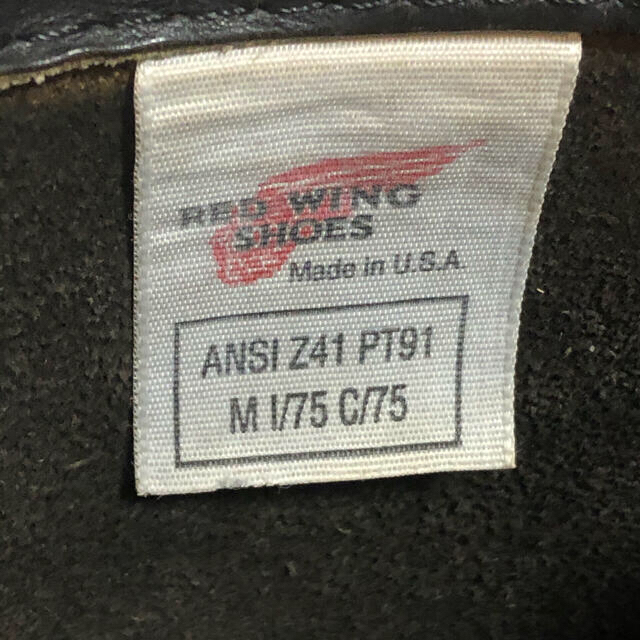 RED WING
SHOES
Made in U.S.A.
ANSI Z41 PT91
M I/75 C/75